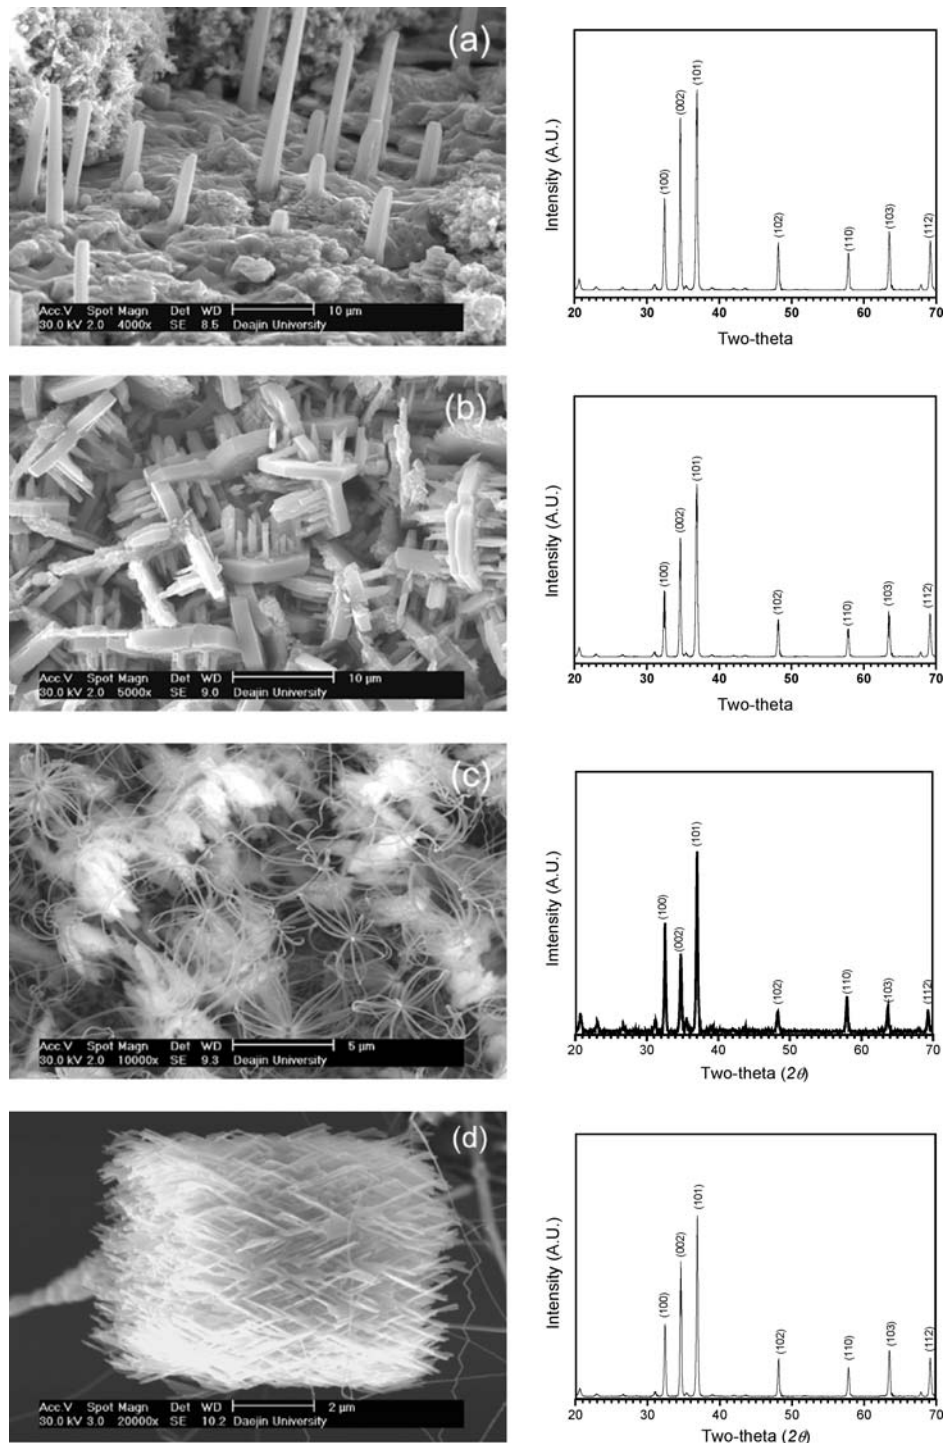 (a)
Acc.V Spot Magn Det WD 10 µm
30.0 kV 2.0 4000x SE 8.5 Deajin University
Intensity (A.U.)
(100)
(002)
(101)
(102)
(110)
(103)
(112)
20 30 40 50 60 70
Two-theta
(b)
Acc.V Spot Magn Det WD 10 µm
30.0 kV 2.0 5000x SE 9.0 Deajin University
Intensity (A.U.)
(100)
(002)
(101)
(102)
(110)
(103)
(112)
20 30 40 50 60 70
Two-theta
(c)
Acc.V Spot Magn Det WD 5 µm
30.0 kV 2.0 10000x SE 9.3 Deajin University
Imtensity (A.U.)
(100)
(002)
(101)
(102)
(110)
(103)
(112)
20 30 40 50 60 70
Two-theta (2θ)
(d)
Acc.V Spot Magn Det WD 2 µm
30.0 kV 3.0 20000x SE 10.2 Daejin University
Intensity (A.U.)
(100)
(002)
(101)
(102)
(110)
(103)
(112)
20 30 40 50 60 70
Two-theta (2θ)